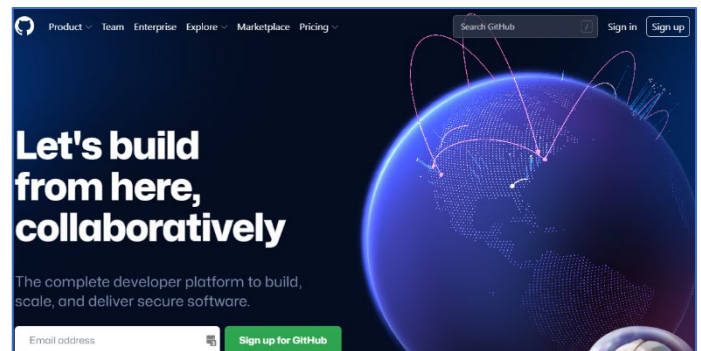 Product Team Enterprise Explore Marketplace Pricing Search GitHub / Sign in Sign up
Let's build
from here,
collaboratively
The complete developer platform to build,
scale, and deliver secure software.
Email address Sign up for GitHub